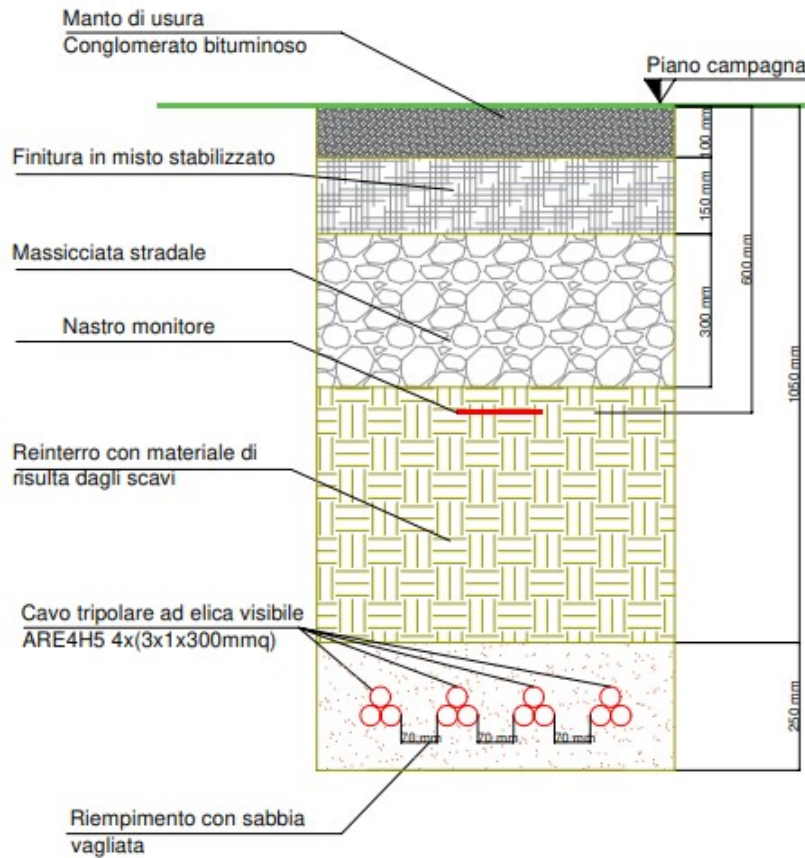 Manto di usura
Conglomerato bituminoso
Piano campagna
100 mm
Finitura in misto stabilizzato
150 mm
Massicciata stradale
600 mm
300 mm
Nastro monitore
1050 mm
Reinterro con materiale di
risulta dagli scavi
Cavo tripolare ad elica visibile
ARE4H5 4x(3x1x300mmq)
250 mm
70 mm
70 mm
70 mm
Riempimento con sabbia
vagliata